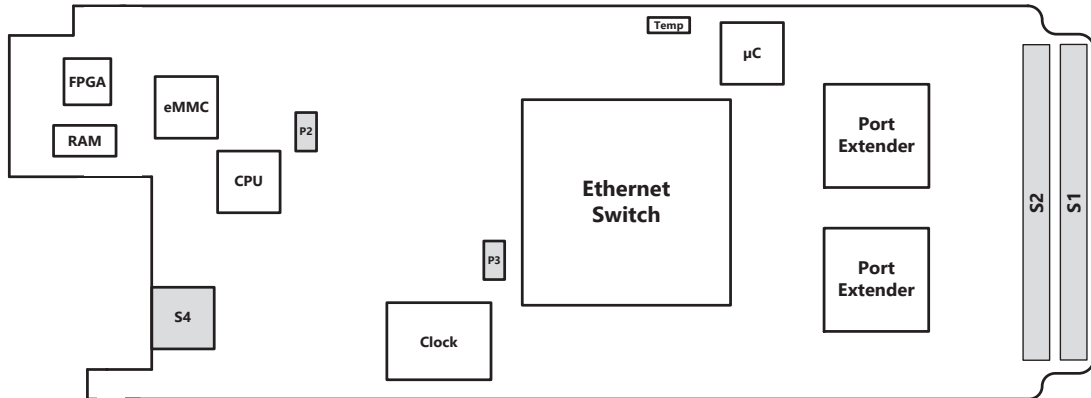 Temp
µC
FPGA
eMMC
RAM
P2
CPU
Port
Extender
Ethernet
Switch
S2
S1
P3
Port
Extender
S4
Clock